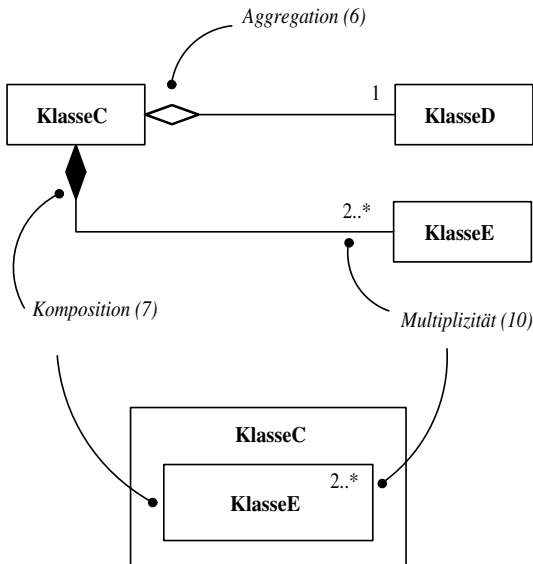 Aggregation (6)
1
KlasseC
KlasseD
2..*
KlasseE
Komposition (7)
Multiplizität (10)
KlasseC
2..*
KlasseE